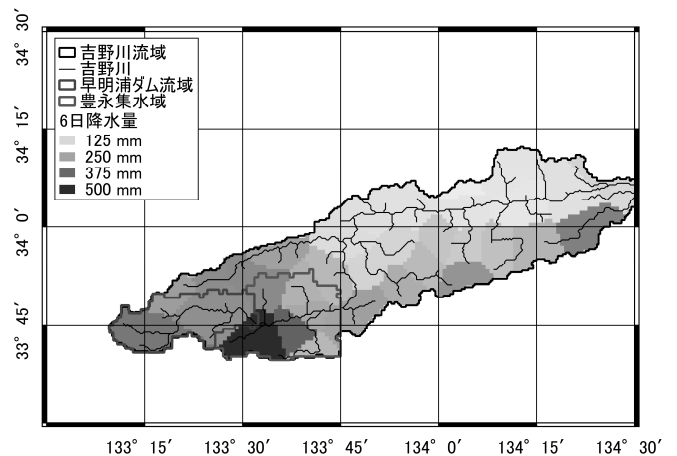 34° 30′
34° 15′
34° 0′
33° 45′
吉野川流域
吉野川
早明浦ダム流域
豊永集水域
6日降水量
125 mm
250 mm
375 mm
500 mm
133° 15′ 133° 30′ 133° 45′ 134° 0′ 134° 15′ 134° 30′